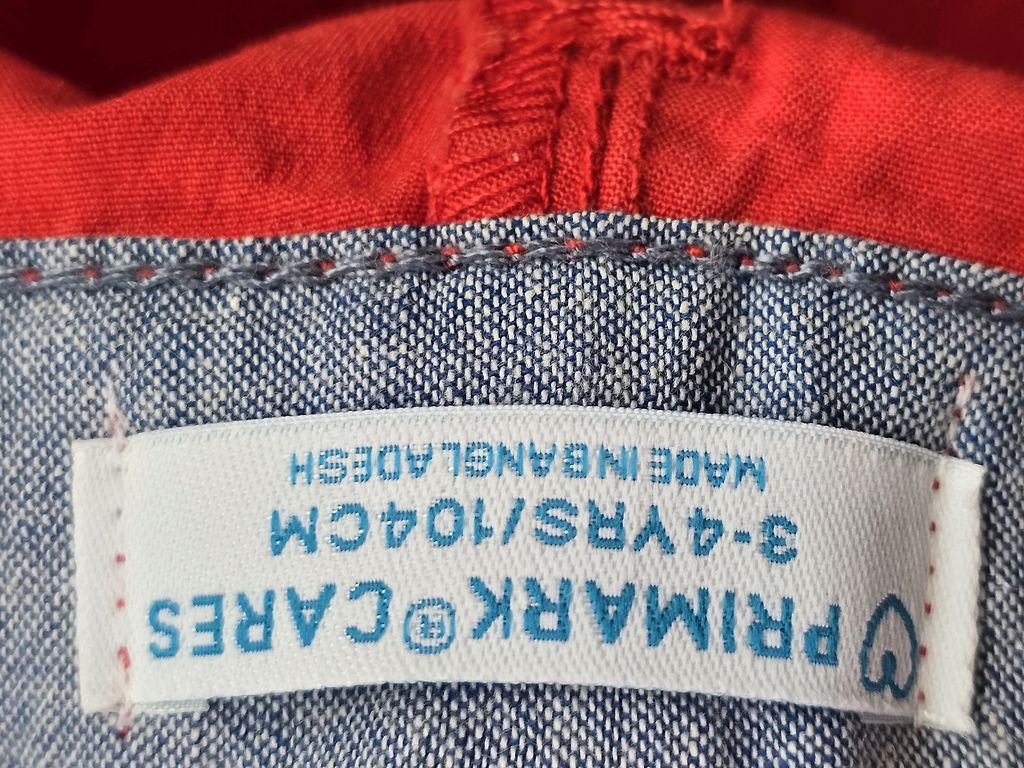 PRIMARK® CARES
3-4YRS/104CM
MADE IN BANGLADESH